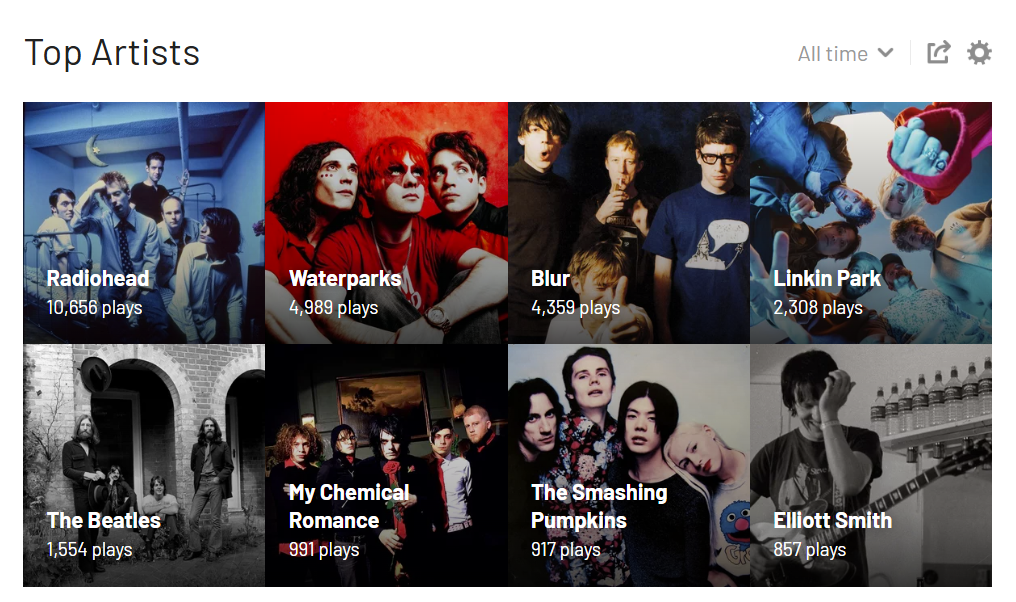 Top Artists
All time
Radiohead
10,656 plays
Waterparks
4,989 plays
Blur
4,359 plays
Linkin Park
2,308 plays
The Beatles
1,554 plays
My Chemical
Romance
991 plays
The Smashing
Pumpkins
917 plays
Elliott Smith
857 plays